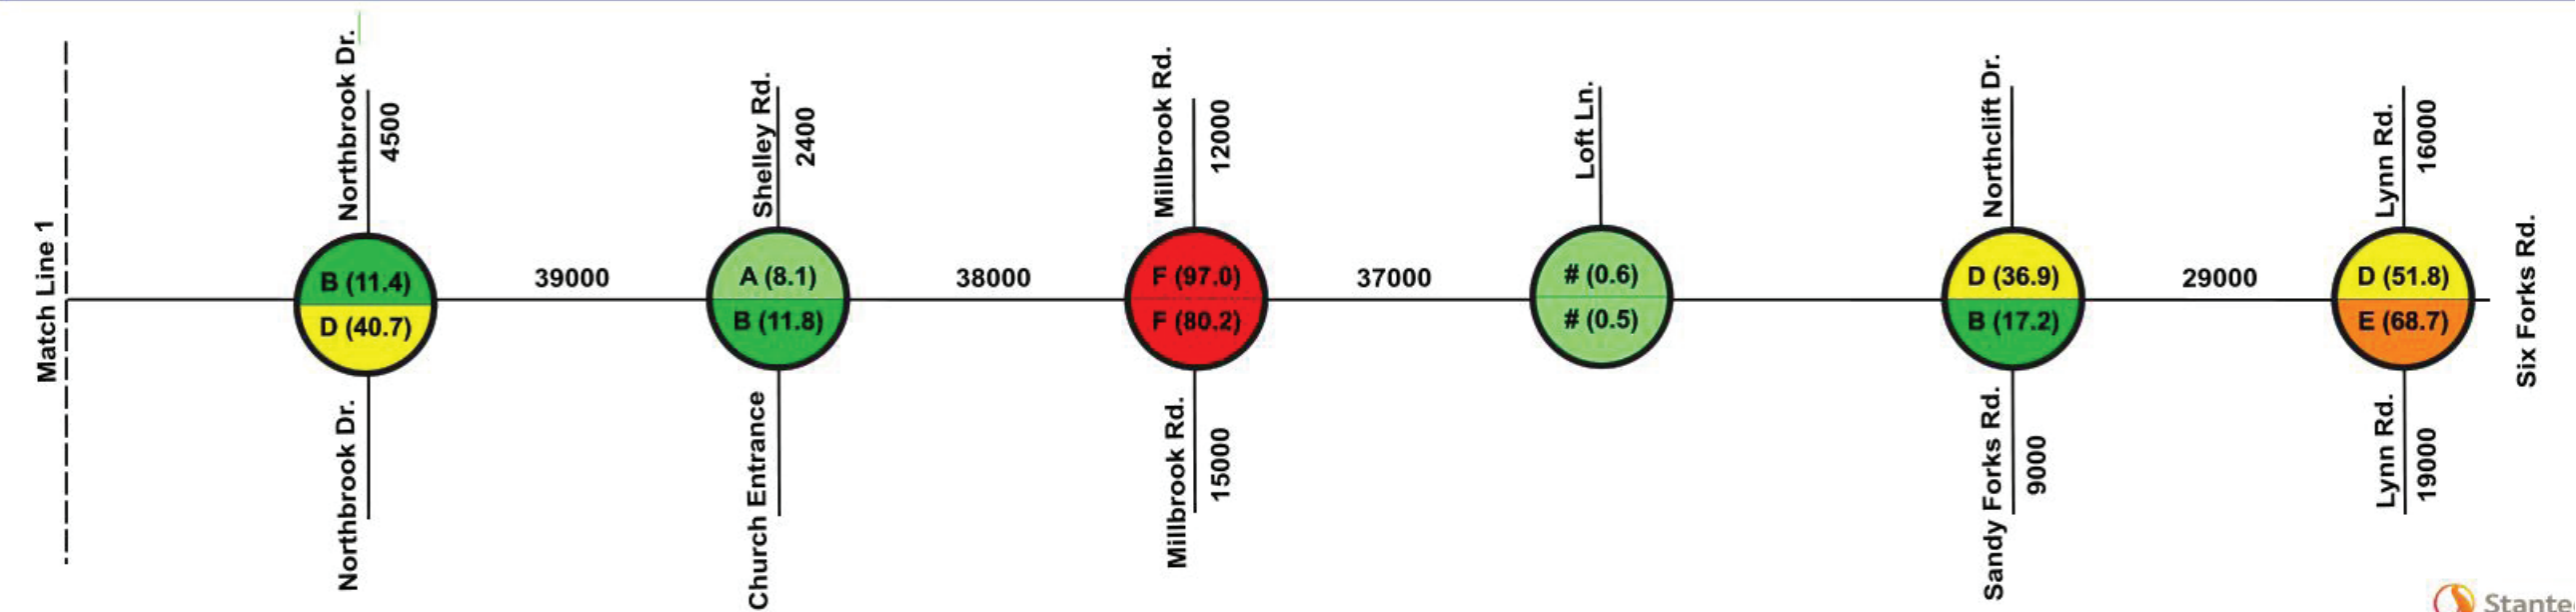 Match Line 1
Northbrook Dr.
4500
B (11.4)
D (40.7)
Northbrook Dr.
39000
Shelley Rd.
2400
A (8.1)
B (11.8)
Church Entrance
38000
Millbrook Rd.
12000
F (97.0)
F (80.2)
Millbrook Rd.
15000
37000
Loft Ln.
# (0.6)
# (0.5)
Northclift Dr.
D (36.9)
B (17.2)
Sandy Forks Rd.
9000
29000
Lynn Rd.
16000
D (51.8)
E (68.7)
Lynn Rd.
19000
Six Forks Rd.